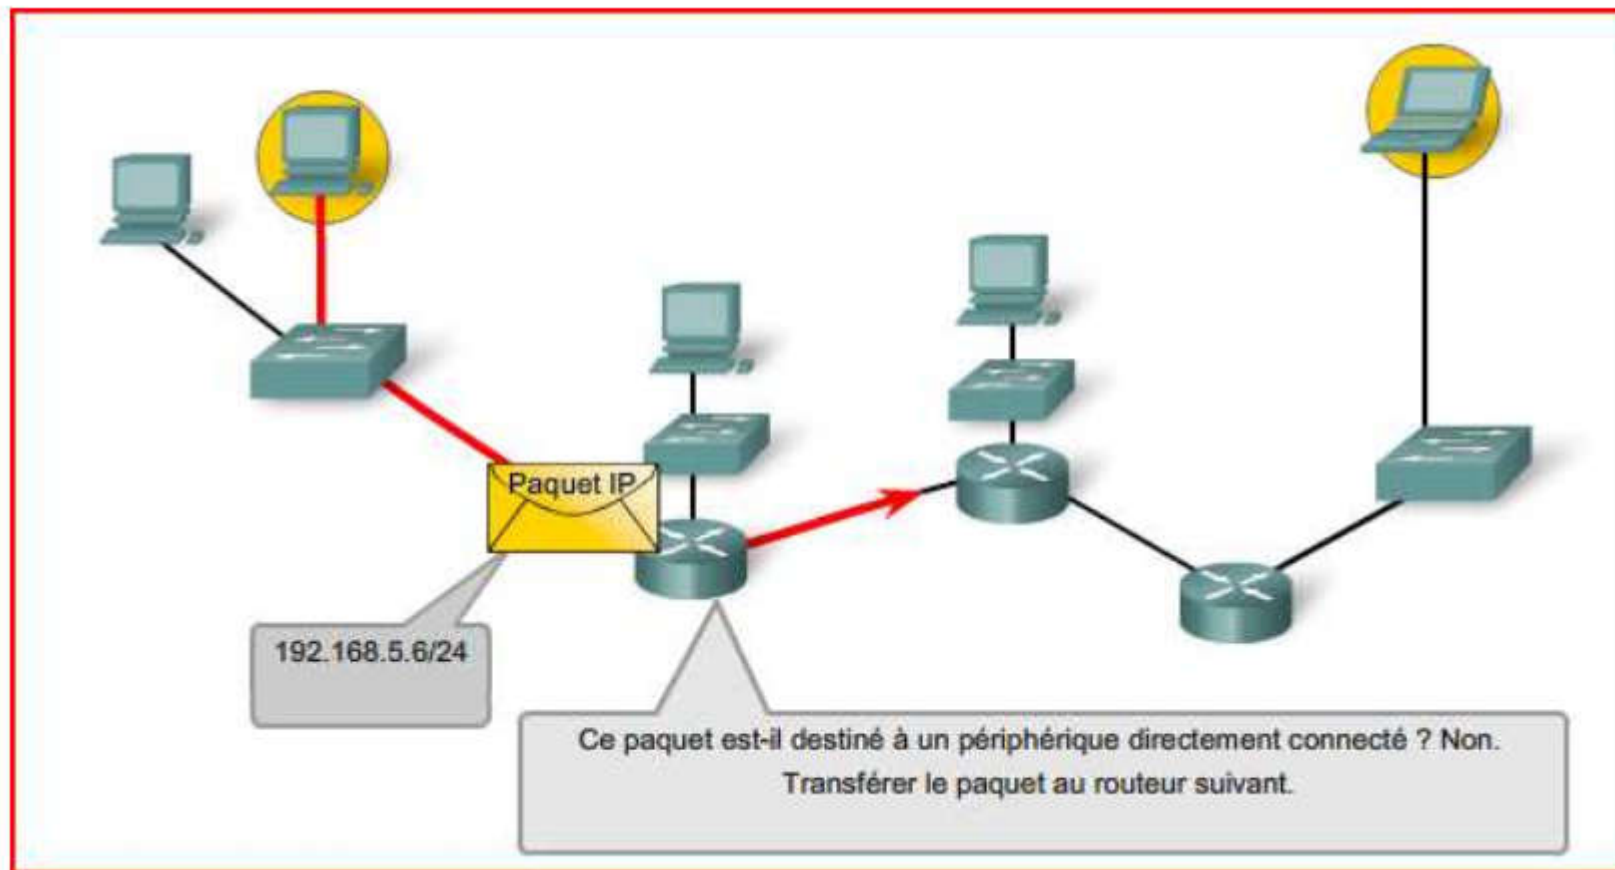 Paquet IP
192.168.5.6/24
Ce paquet est-il destiné à un périphérique directement connecté ? Non.
Transférer le paquet au routeur suivant.